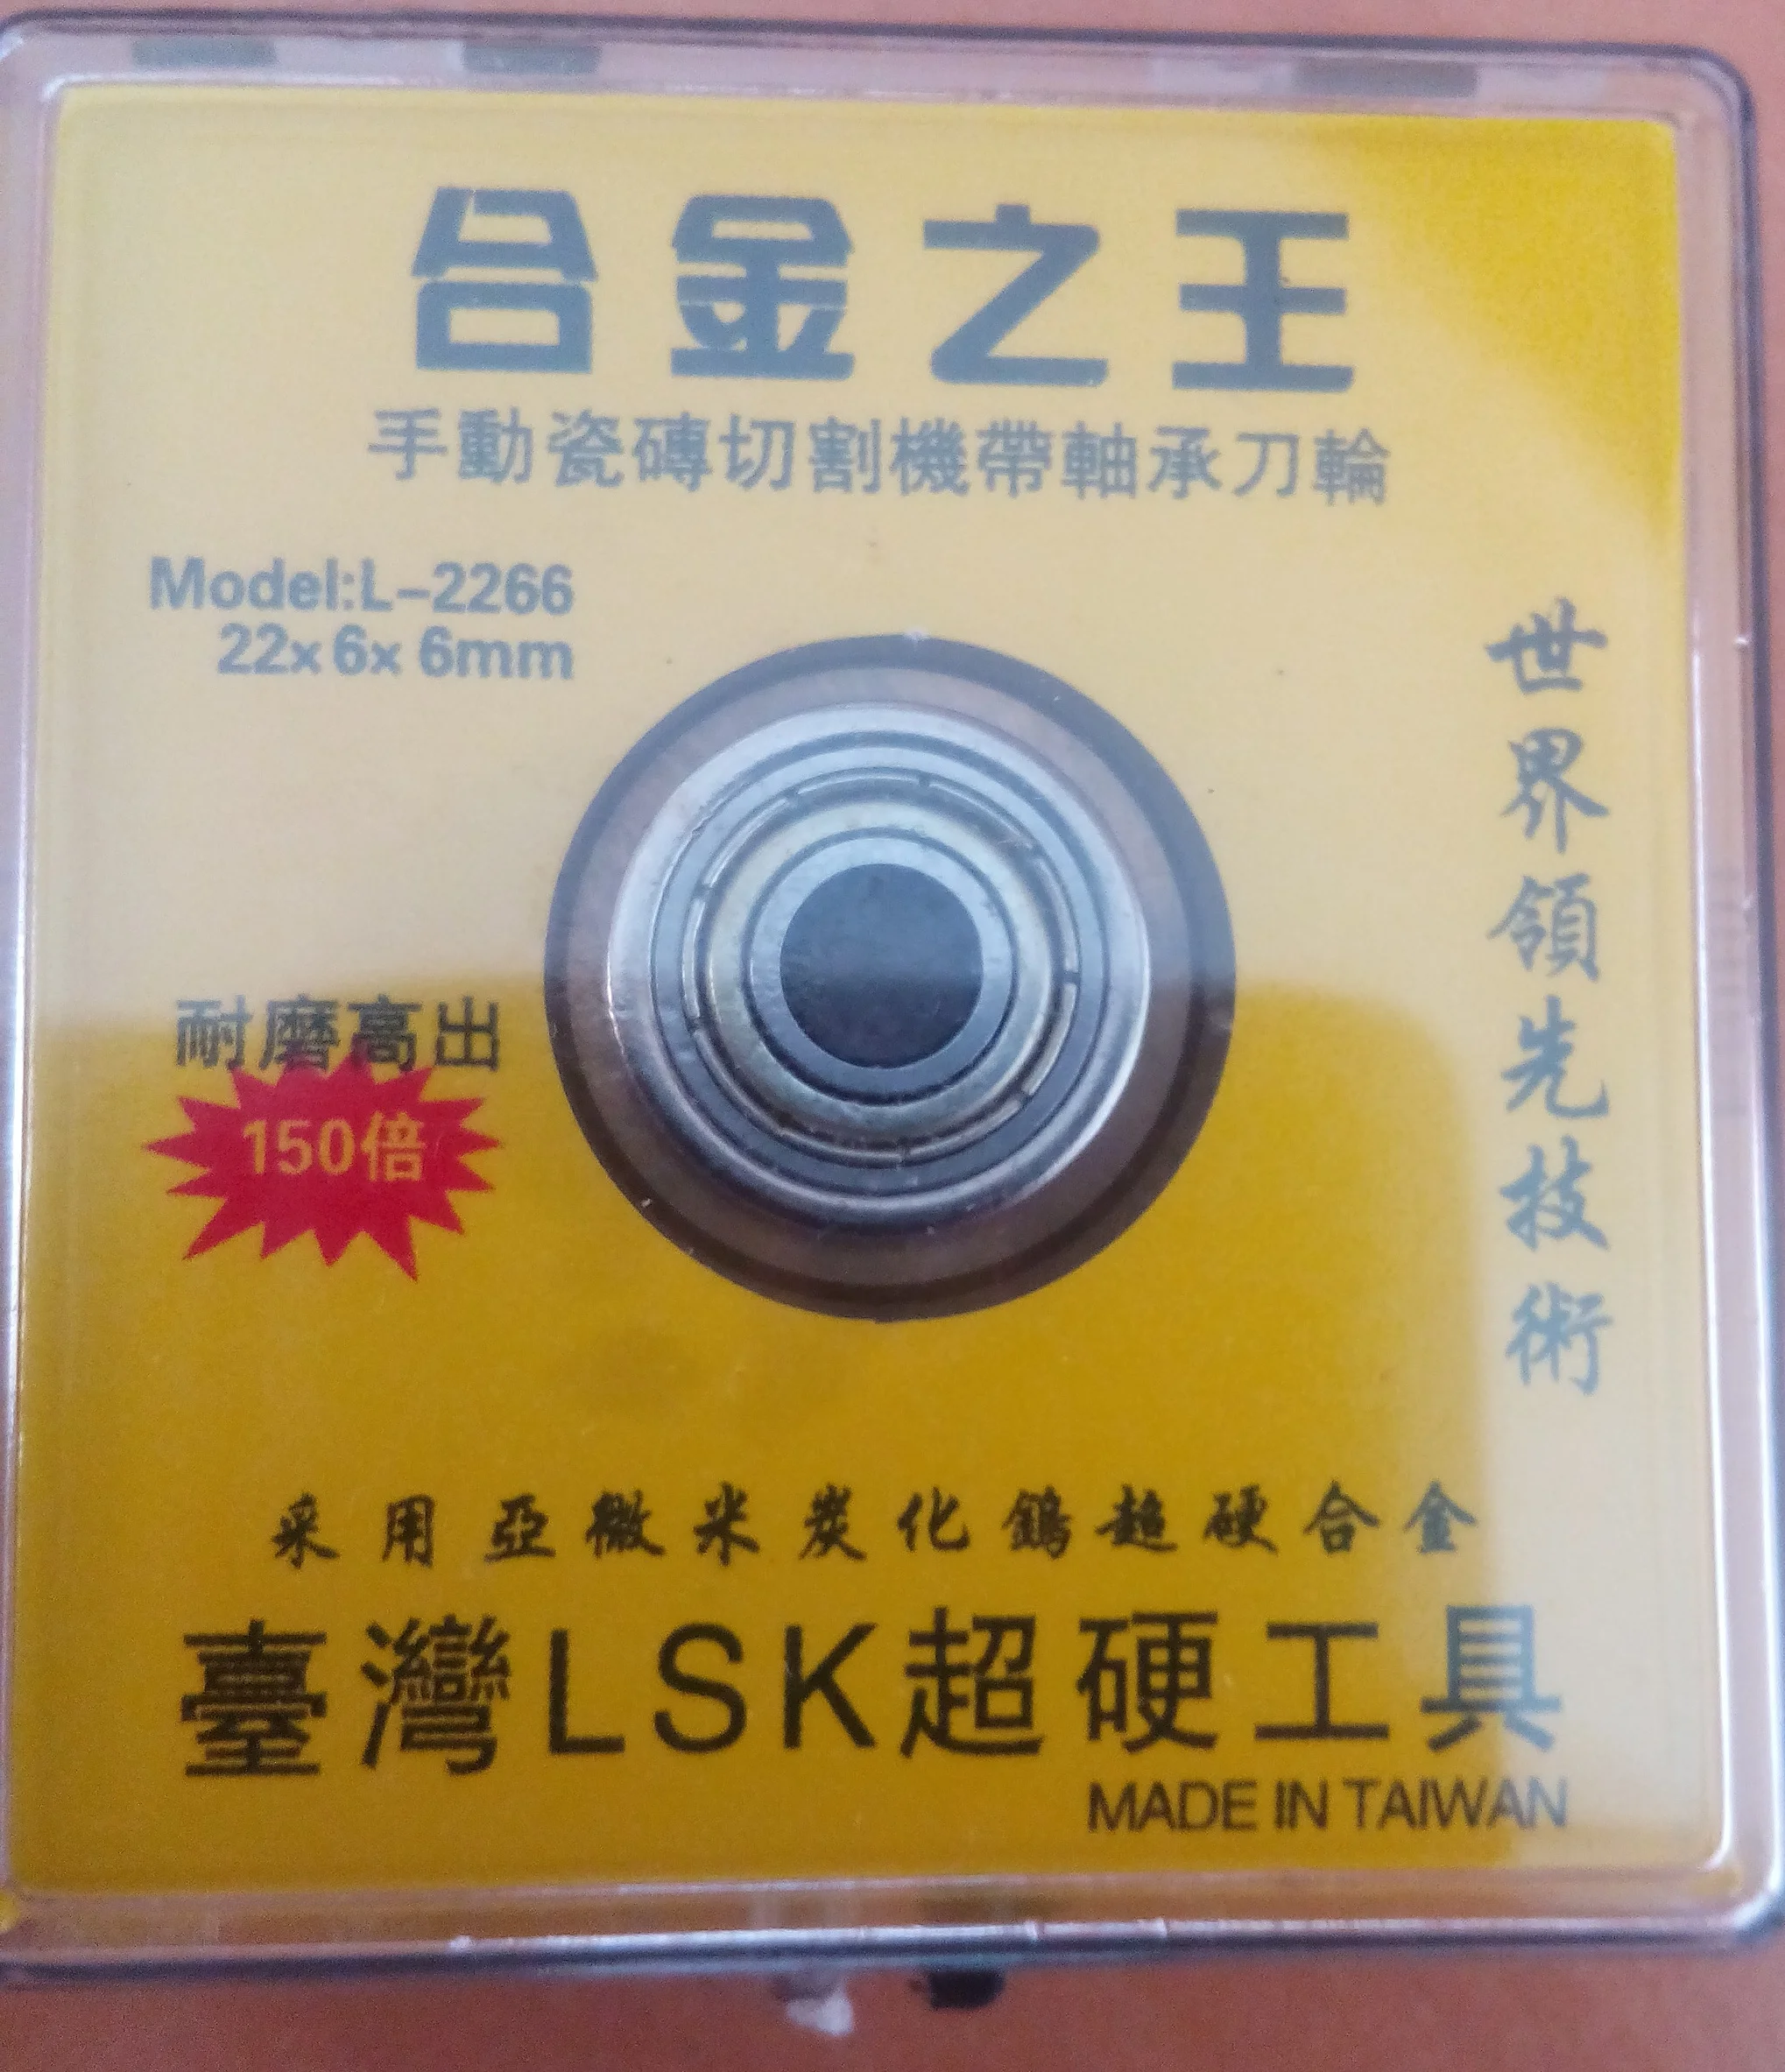 合金之王
手動瓷磚切割機帶軸承刀輪
Model:L-2266
22x6x6mm
世界領先技術
耐磨高出
150倍
采用亞微米炭化鎢超硬合金
臺灣LSK超硬工具
MADE IN TAIWAN